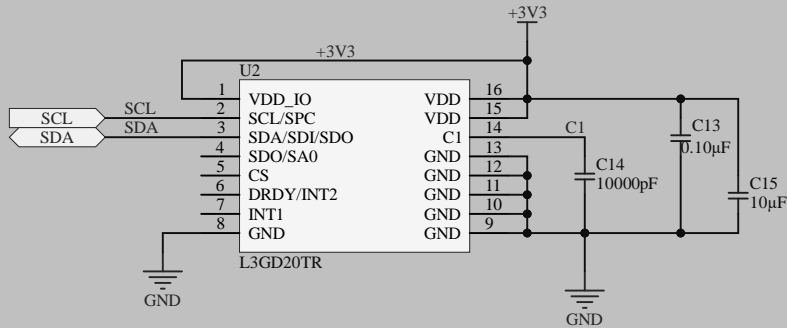 +3V3
+3V3
U2
1 VDD_IO VDD 16
SCL SCL 2 SCL/SPC VDD 15
SDA SDA 3 SDA/SDI/SDO C1 14 C1
4 SDO/SA0 GND 13
5 CS GND 12
6 DRDY/INT2 GND 11
7 INT1 GND 10
8 GND GND 9
C13
0.10µF
C14
10000pF
C15
10µF
L3GD20TR
GND
GND